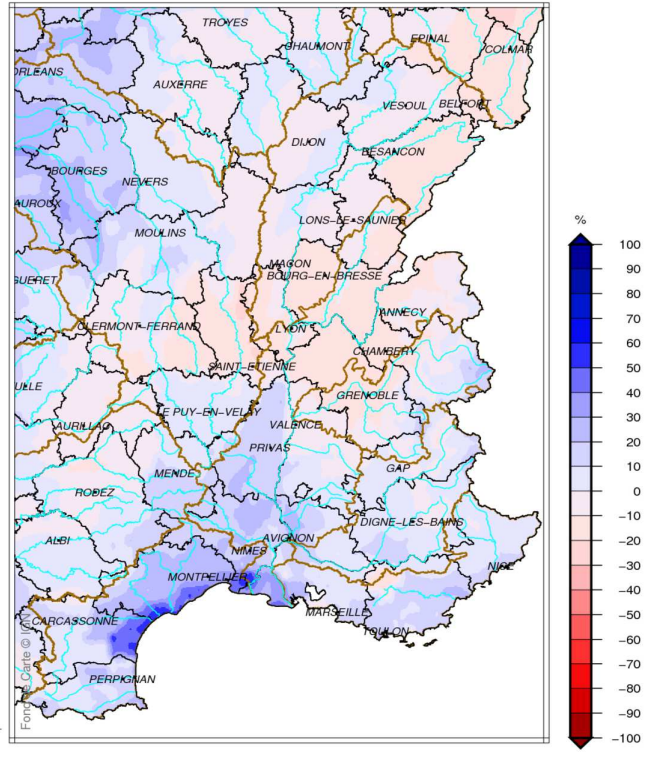 TROYES
CHAUMONT
EPINAL
COLMAR
ORLEANS
AUXERRE
VESOUL
BELFORT
DIJON
BESANCON
BOURGES
NEVERS
AUROUX
LONS-LE-SAUNIER
MOULINS
MACON
BOURG-EN-BRESSE
GUERET
ANNECY
CLERMONT-FERRAND
LYON
CHAMBERY
SAINT-ETIENNE
ULLE
GRENOBLE
LE PUY-EN-VELAY
AURILLAC
VALENCE
PRIVAS
MENDE
GAP
RODEZ
DIGNE-LES-BAINS
ALBI
AVIGNON
NIMES
NICE
MONTPELLIER
MARSEILLE
CARCASSONNE
TOULON
PERPIGNAN
Fond de Carte © IGN
%
100
90
80
70
60
50
40
30
20
10
0
-10
-20
-30
-40
-50
-60
-70
-80
-90
-100